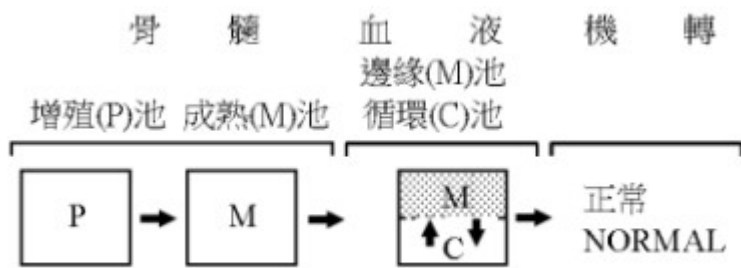 骨 髓 血 液 機 轉
邊緣(M)池
增殖(P)池 成熟(M)池 循環(C)池
P M M 正常
C NORMAL